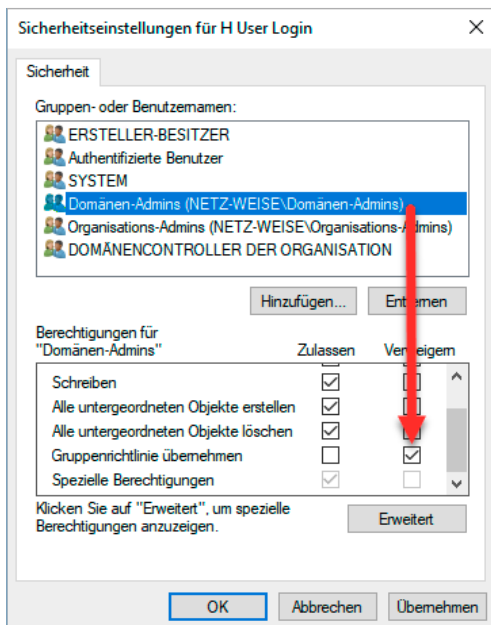 Sicherheitseinstellungen für H User Login
Sicherheit
Gruppen- oder Benutzernamen:
ERSTELLER-BESITZER
Authentifizierte Benutzer
SYSTEM
Domänen-Admins (NETZ-WEISE\Domänen-Admins)
Organisations-Admins (NETZ-WEISE\Organisations-Admins)
DOMÄNENCONTROLLER DER ORGANISATION
Hinzufügen... Entfernen
Berechtigungen für
"Domänen-Admins" Zulassen Verweigern
Schreiben
Alle untergeordneten Objekte erstellen
Alle untergeordneten Objekte löschen
Gruppenrichtlinie übernehmen
Spezielle Berechtigungen
Klicken Sie auf "Erweitert", um spezielle
Berechtigungen anzuzeigen. Erweitert
OK Abbrechen Übernehmen